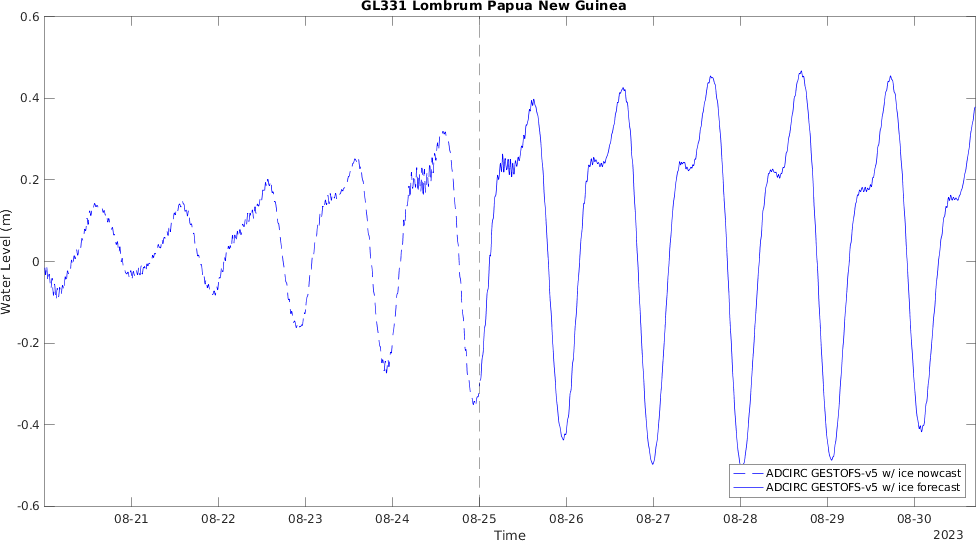 GL331 Lombrum Papua New Guinea
0.6
0.4
0.2
0
-0.2
-0.4
-0.6
Water Level (m)
08-21 08-22 08-23 08-24 08-25 08-26 08-27 08-28 08-29 08-30
Time
2023
ADCIRC GESTOFS-v5 w/ ice nowcast
ADCIRC GESTOFS-v5 w/ ice forecast